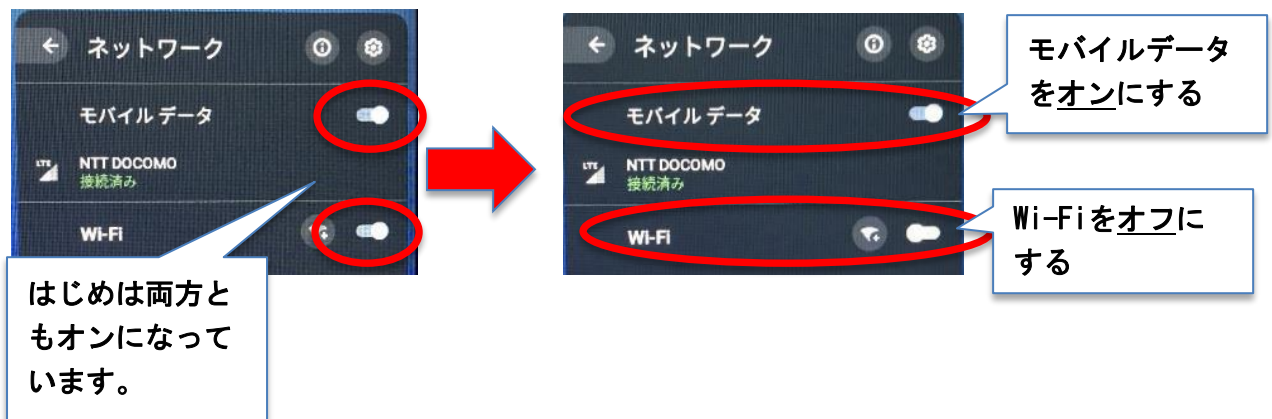 ネットワーク
モバイル データ
LTE
NTT DOCOMO
接続済み
Wi-Fi
はじめは両方と
もオンになって
います。
ネットワーク
モバイル データ
LTE
NTT DOCOMO
接続済み
Wi-Fi
モバイルデータ
をオンにする
Wi-Fiをオフに
する